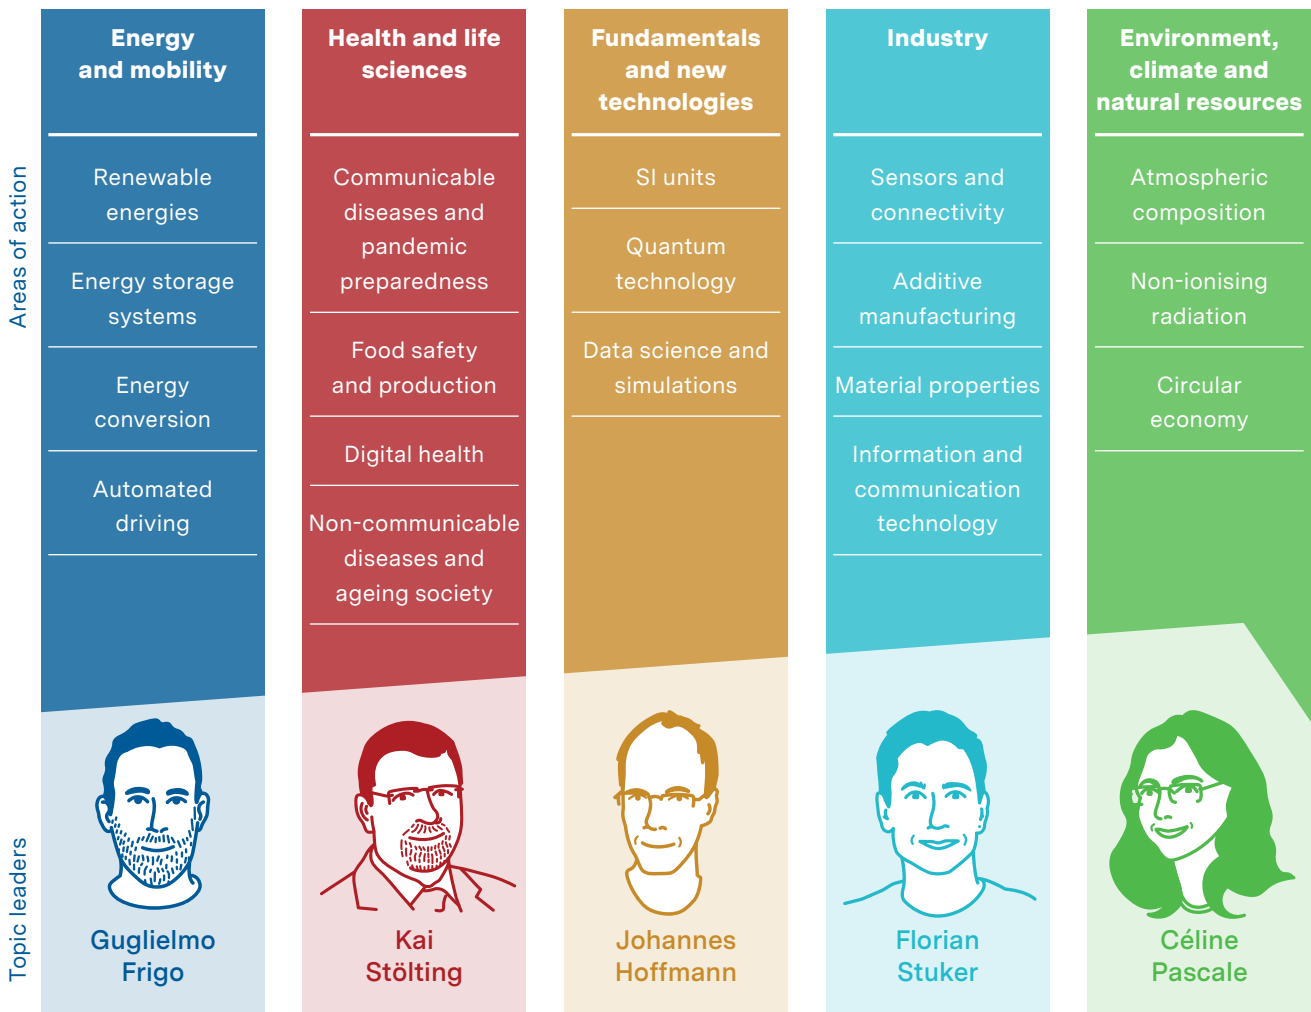 Areas of action
Topic leaders
Energy
and mobility
Renewable
energies
Energy storage
systems
Energy
conversion
Automated
driving
Guglielmo
Frigo
Health and life
sciences
Communicable
diseases and
pandemic
preparedness
Food safety
and production
Digital health
Non-communicable
diseases and
ageing society
Kai
Stölting
Fundamentals
and new
technologies
SI units
Quantum
technology
Data science and
simulations
Johannes
Hoffmann
Industry
Sensors and
connectivity
Additive
manufacturing
Material properties
Information and
communication
technology
Florian
Stuker
Environment,
climate and
natural resources
Atmospheric
composition
Non-ionising
radiation
Circular
economy
Céline
Pascale